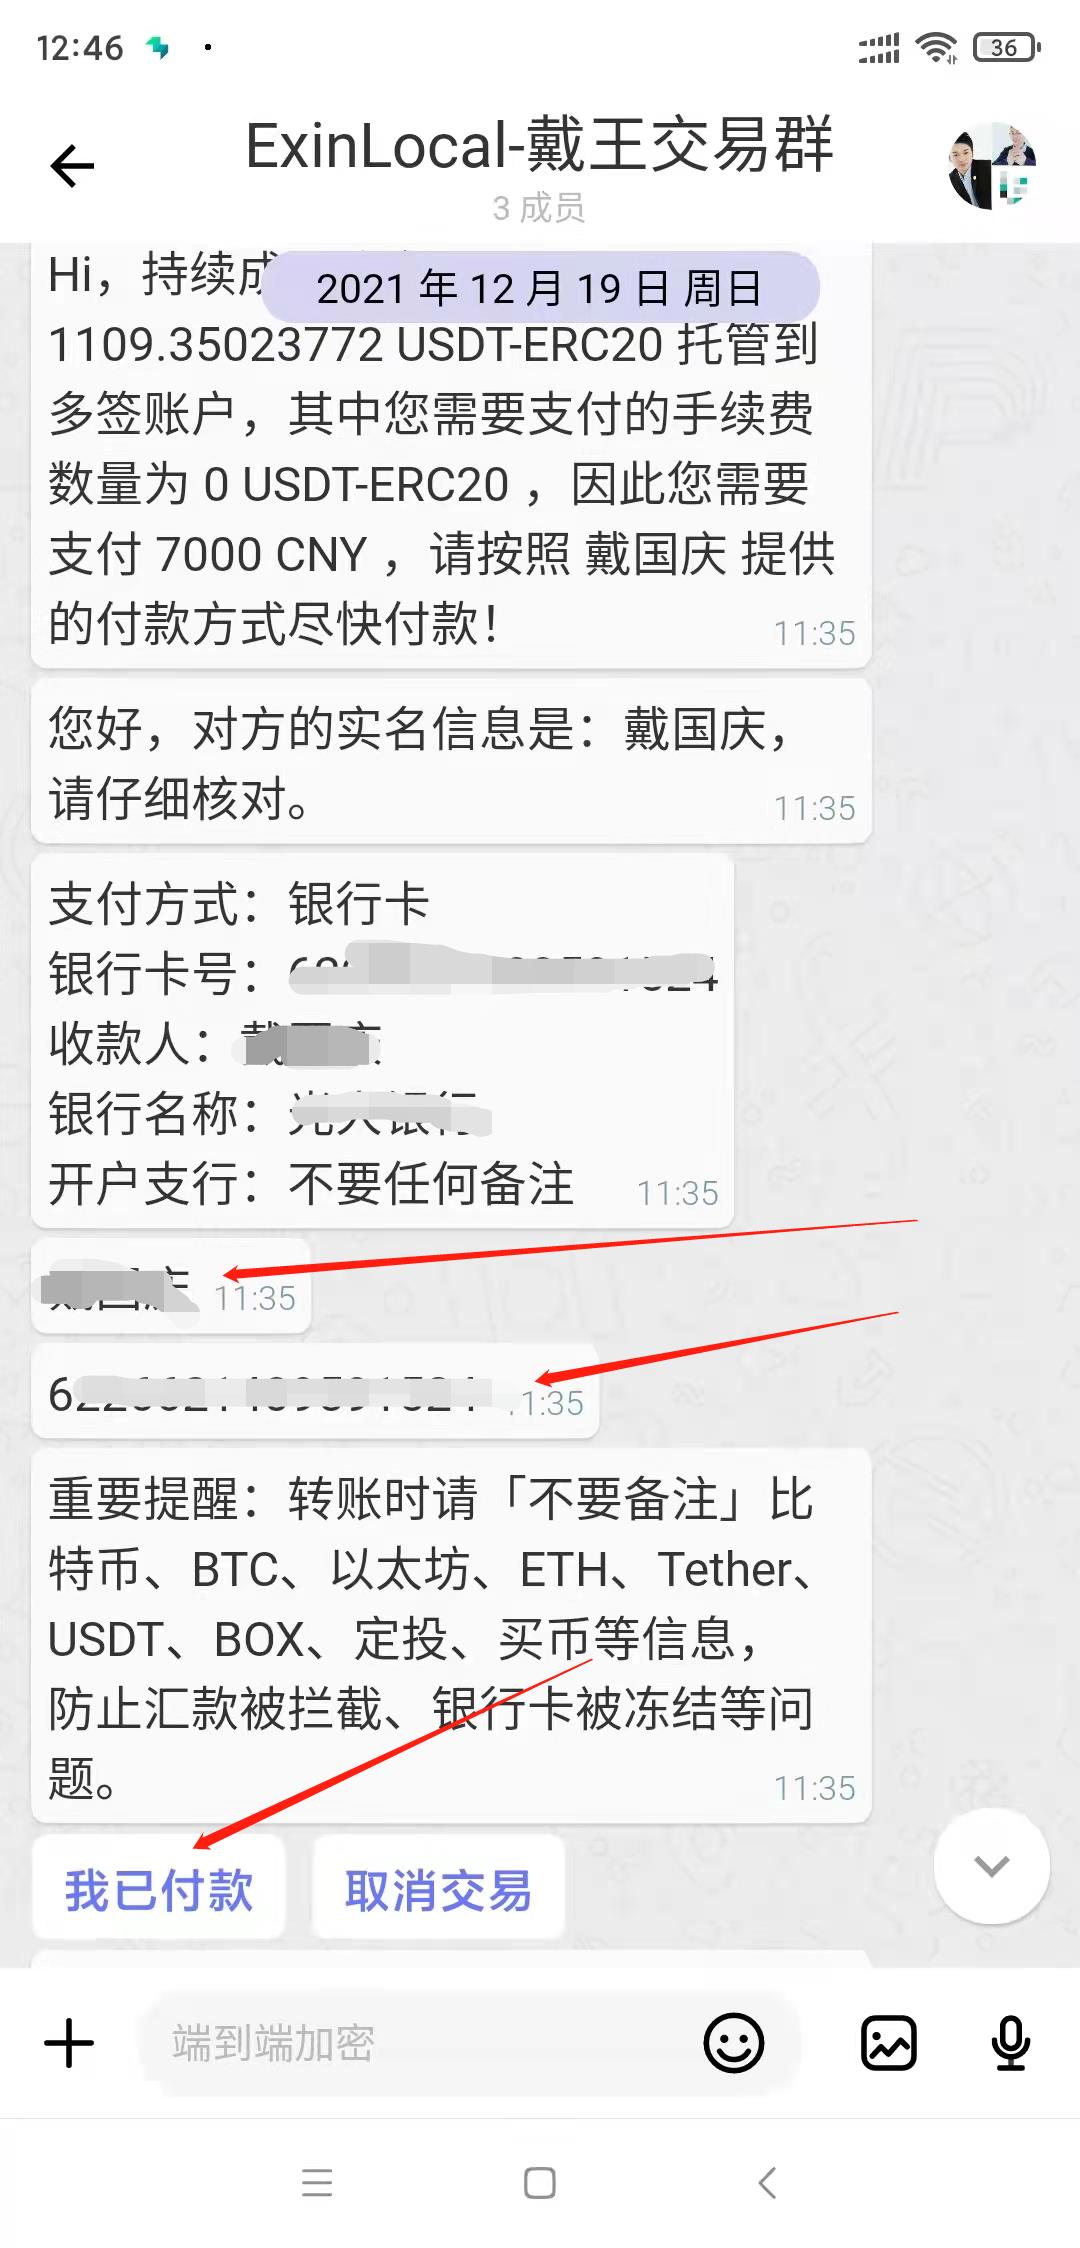 12:46
36
ExinLocal-戴王交易群
3 成员
2021 年 12 月 19 日 周日
Hi，持续成
1109.35023772 USDT-ERC20 托管到
多签账户，其中您需要支付的手续费
数量为 0 USDT-ERC20 ，因此您需要
支付 7000 CNY ，请按照 戴国庆 提供
的付款方式尽快付款！
11:35
您好，对方的实名信息是：戴国庆，
请仔细核对。
11:35
支付方式：银行卡
银行卡号：
收款人：
银行名称：
开户支行：不要任何备注
11:35
11:35
6
1:35
重要提醒：转账时请「不要备注」比
特币、BTC、以太坊、ETH、Tether、
USDT、BOX、定投、买币等信息，
防止汇款被拦截、银行卡被冻结等问
题。
11:35
我已付款 取消交易
端到端加密